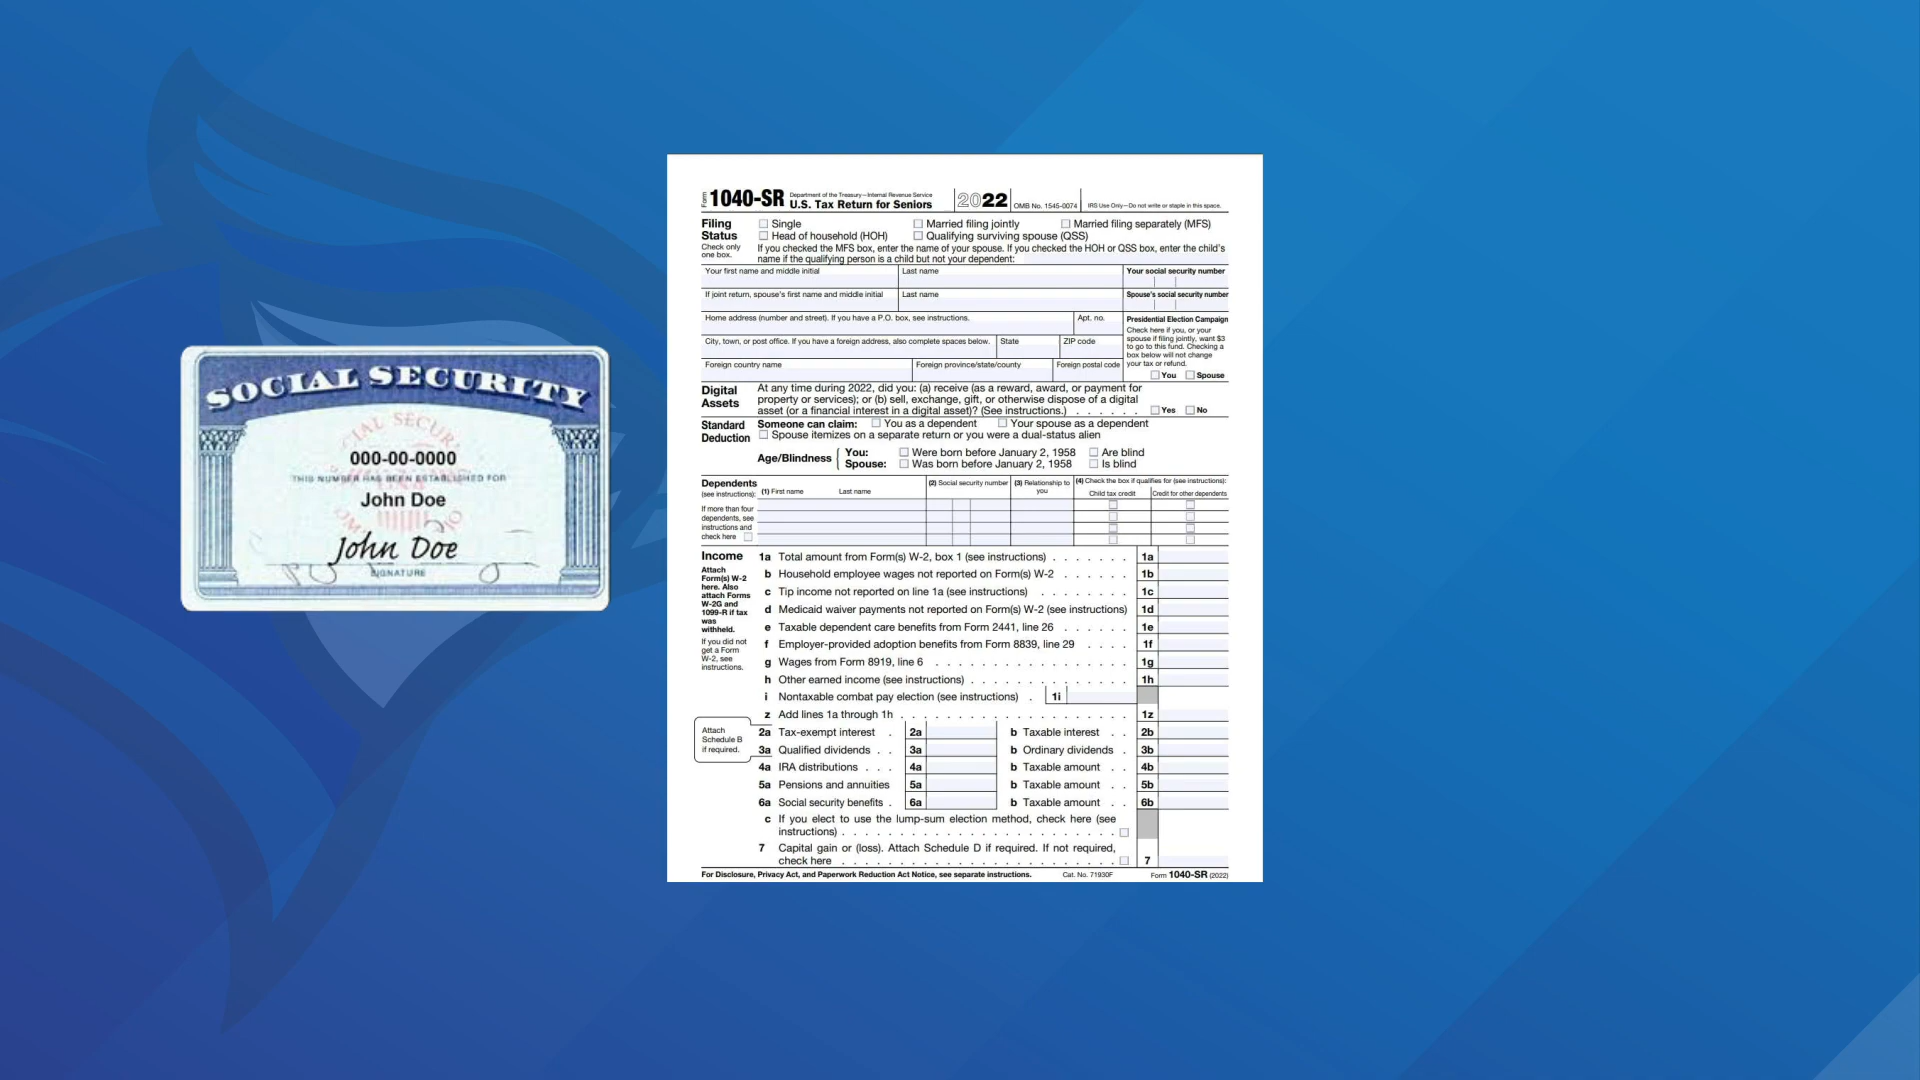 SOCIAL SECURITY
SOCIAL SECURITY
000-00-0000
THIS NUMBER HAS BEEN ESTABLISHED FOR
John Doe
John Doe
SIGNATURE
Form 1040-SR Department of the Treasury—Internal Revenue Service
U.S. Tax Return for Seniors 2022 OMB No. 1545-0074 IRS Use Only—Do not write or staple in this space.
Filing Status
Check only one box.
Single Married filing jointly Married filing separately (MFS)
Head of household (HOH) Qualifying surviving spouse (QSS)
If you checked the MFS box, enter the name of your spouse. If you checked the HOH or QSS box, enter the child's
name if the qualifying person is a child but not your dependent:
Your first name and middle initial Last name Your social security number
If joint return, spouse's first name and middle initial Last name Spouse's social security number
Home address (number and street). If you have a P.O. box, see instructions. Apt. no.
City, town, or post office. If you have a foreign address, also complete spaces below. State ZIP code
Foreign country name Foreign province/state/county Foreign postal code
Presidential Election Campaign
Check here if you, or your
spouse if filing jointly, want $3
to go to this fund. Checking a
box below will not change
your tax or refund.
You Spouse
Digital
Assets
At any time during 2022, did you: (a) receive (as a reward, award, or payment for
property or services); or (b) sell, exchange, gift, or otherwise dispose of a digital
asset (or a financial interest in a digital asset)? (See instructions.) . . . . . . Yes No
Standard
Deduction
Someone can claim: You as a dependent Your spouse as a dependent
Spouse itemizes on a separate return or you were a dual-status alien
Age/Blindness { You: Were born before January 2, 1958 Are blind
Spouse: Was born before January 2, 1958 Is blind
Dependents
(see instructions):
If more than four
dependents, see
instructions and
check here
(1) First name Last name (2) Social security number (3) Relationship to
you
(4) Check the box if qualifies for (see instructions):
Child tax credit Credit for other dependents
Income
Attach
Form(s) W-2
here. Also
attach Forms
W-2G and
1099-R if tax
was
withheld.
If you did not
get a Form
W-2, see
instructions.
1a Total amount from Form(s) W-2, box 1 (see instructions) . . . . . . . 1a
b Household employee wages not reported on Form(s) W-2 . . . . . . 1b
c Tip income not reported on line 1a (see instructions) . . . . . . . . 1c
d Medicaid waiver payments not reported on Form(s) W-2 (see instructions) 1d
e Taxable dependent care benefits from Form 2441, line 26 . . . . . . 1e
f Employer-provided adoption benefits from Form 8839, line 29 . . . . 1f
g Wages from Form 8919, line 6 . . . . . . . . . . . . . . . . . 1g
h Other earned income (see instructions) . . . . . . . . . . . . . . 1h
i Nontaxable combat pay election (see instructions) . 1i
z Add lines 1a through 1h . . . . . . . . . . . . . . . . . . . . 1z
Attach
Schedule B
if required.
2a Tax-exempt interest . 2a b Taxable interest . . 2b
3a Qualified dividends . . 3a b Ordinary dividends . 3b
4a IRA distributions . . . 4a b Taxable amount . . 4b
5a Pensions and annuities 5a b Taxable amount . . 5b
6a Social security benefits . 6a b Taxable amount . . 6b
c If you elect to use the lump-sum election method, check here (see
instructions) . . . . . . . . . . . . . . . . . . . . . . . .
7 Capital gain or (loss). Attach Schedule D if required. If not required,
check here . . . . . . . . . . . . . . . . . . . . . . . . 7
For Disclosure, Privacy Act, and Paperwork Reduction Act Notice, see separate instructions. Cat. No. 71930F Form 1040-SR (2022)